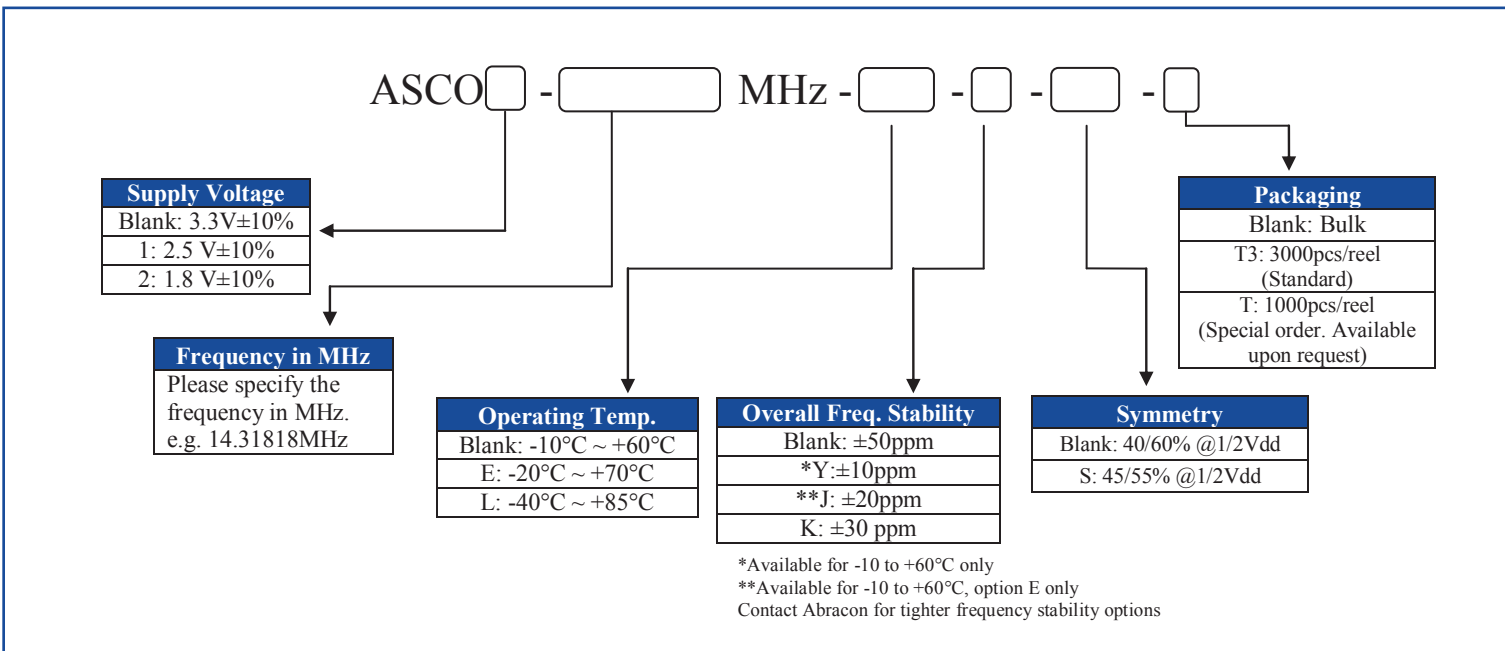 ASCO - MHz - - - -
Supply Voltage
Blank: 3.3V±10%
1: 2.5 V±10%
2: 1.8 V±10%
Frequency in MHz
Please specify the
frequency in MHz.
e.g. 14.31818MHz
Operating Temp.
Blank: -10°C ~ +60°C
E: -20°C ~ +70°C
L: -40°C ~ +85°C
Overall Freq. Stability
Blank: ±50ppm
*Y:±10ppm
**J: ±20ppm
K: ±30 ppm
*Available for -10 to +60°C only
**Available for -10 to +60°C, option E only
Contact Abracon for tighter frequency stability options
Symmetry
Blank: 40/60% @1/2Vdd
S: 45/55% @1/2Vdd
Packaging
Blank: Bulk
T3: 3000pcs/reel
(Standard)
T: 1000pcs/reel
(Special order. Available
upon request)